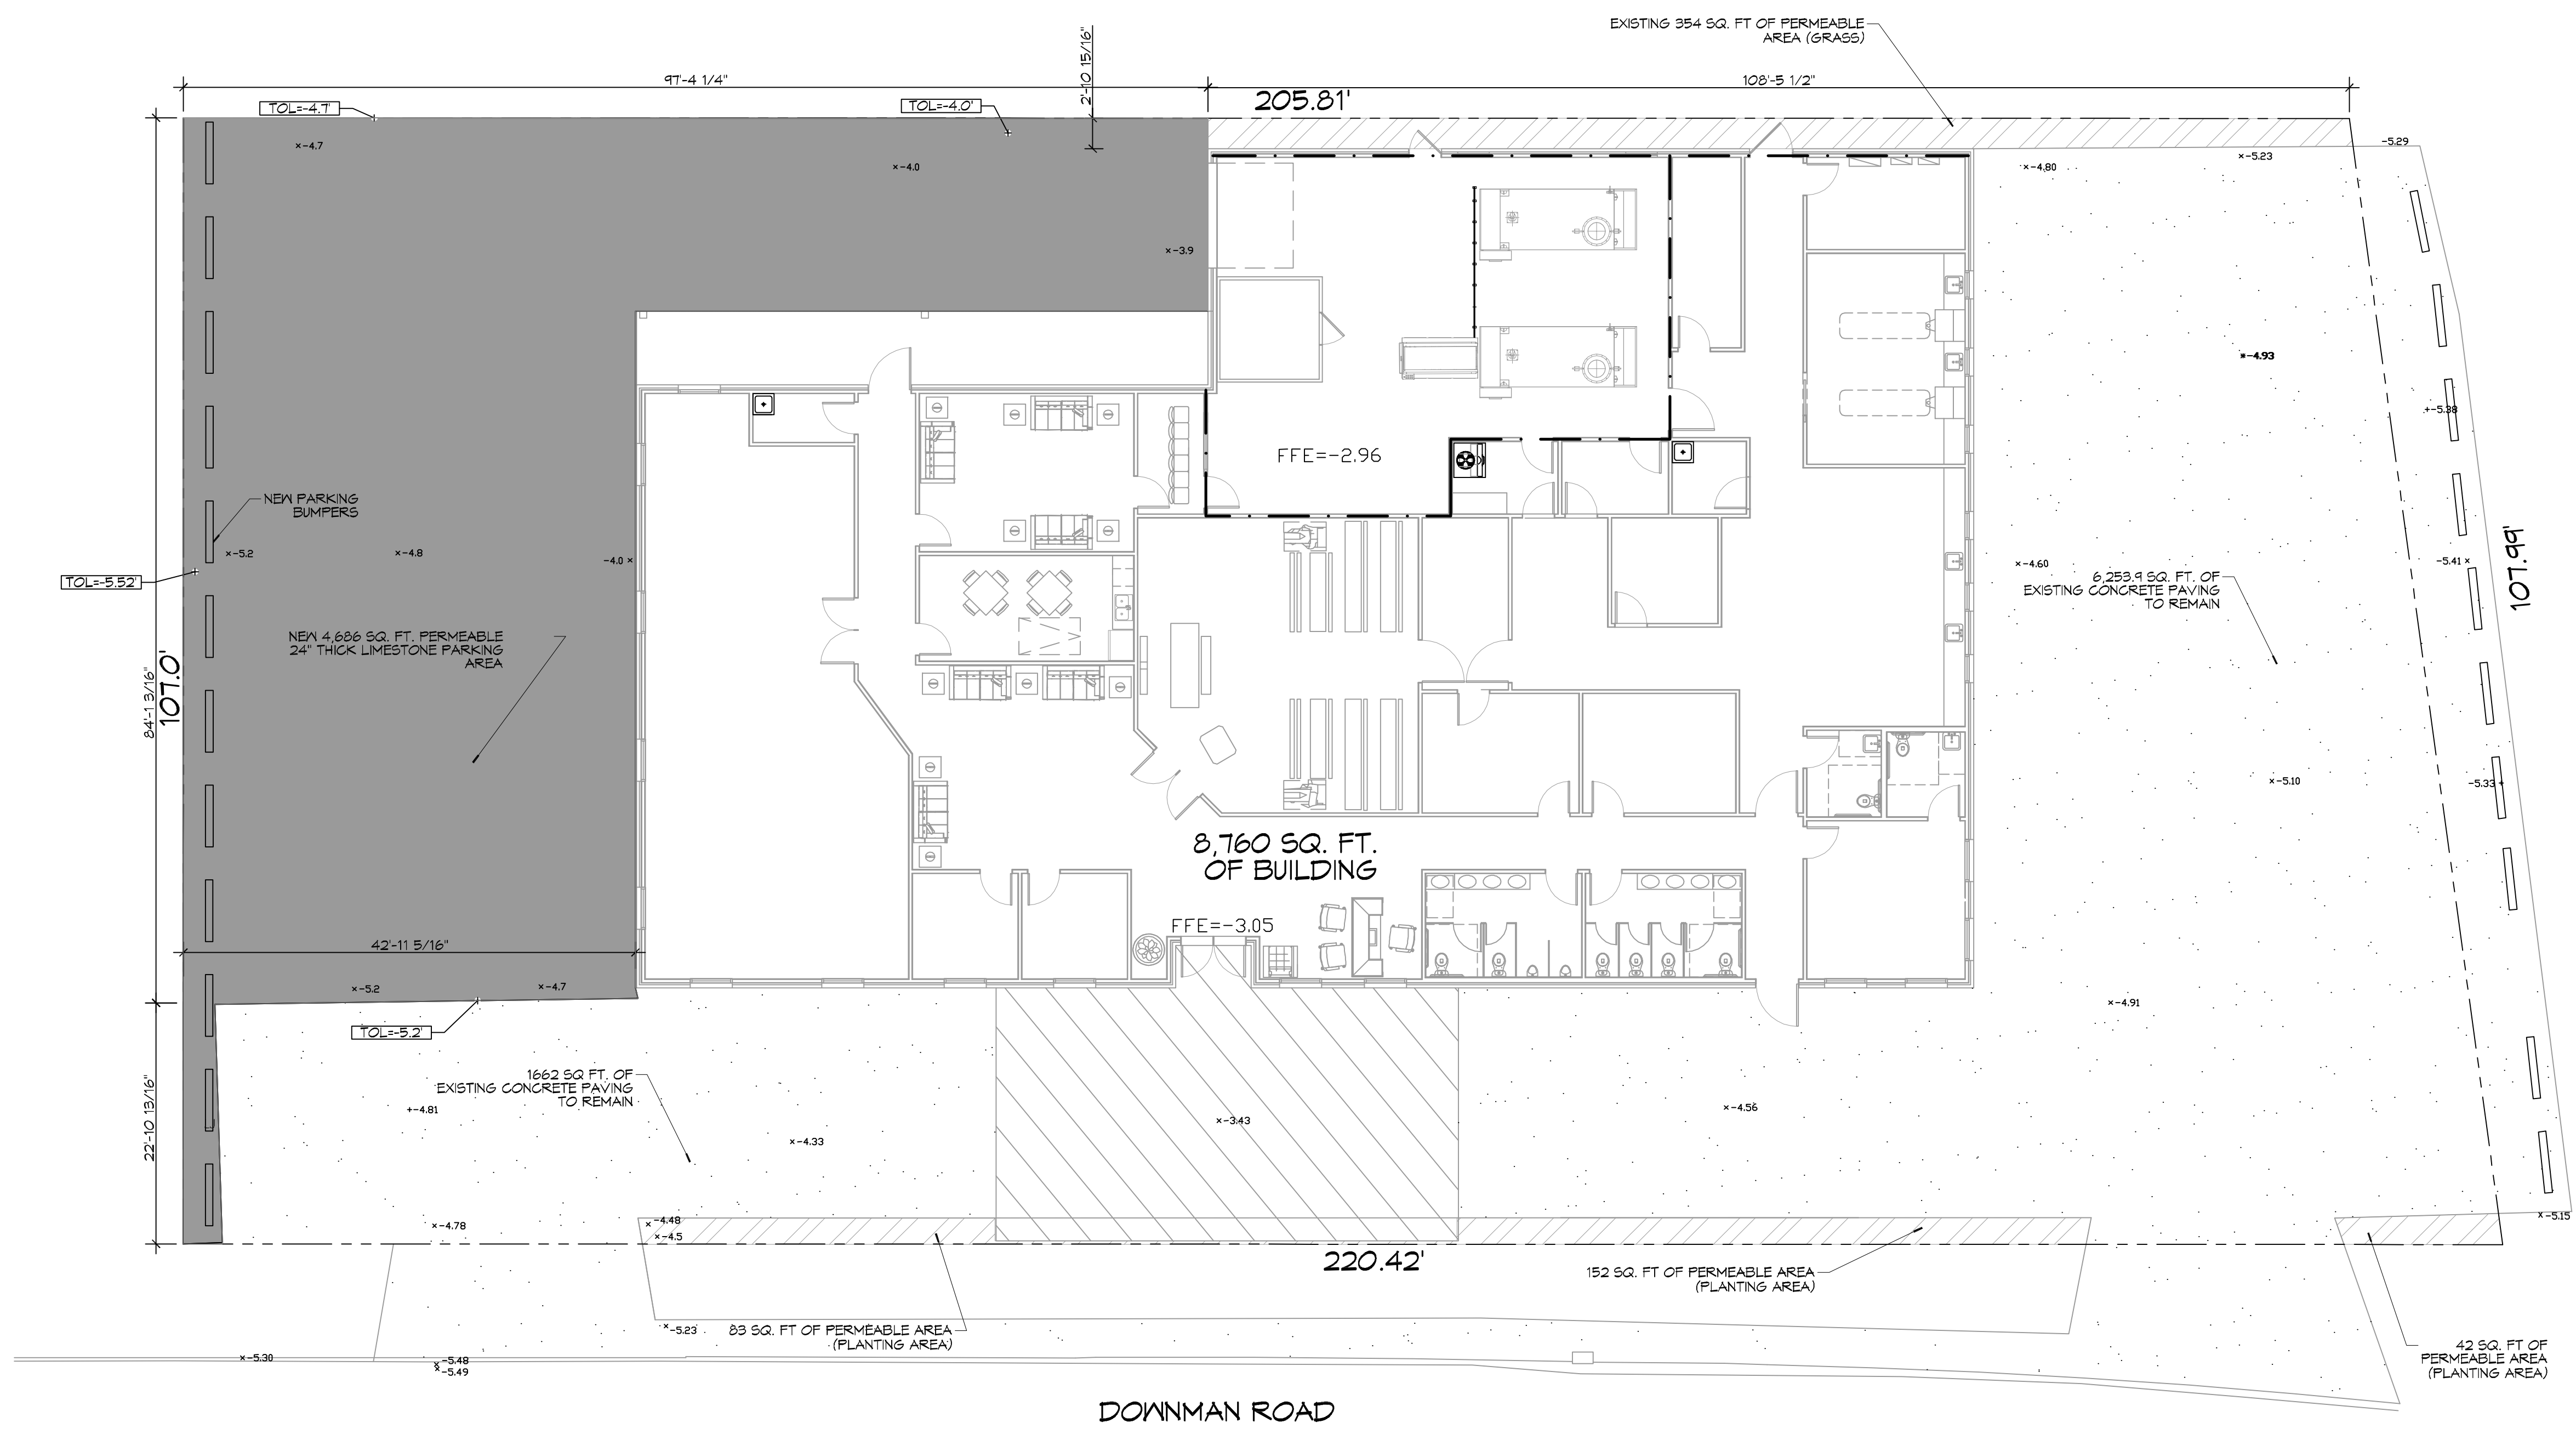 EXISTING 354 SQ. FT OF PERMEABLE
AREA (GRASS)
97'-4 1/4"
2'-10 15/16"
108'-5 1/2"
205.81'
TOL=-4.7'
TOL=-4.0'
×-4.7
×-4.0
×-3.9
×-4.80
×-5.23
-5.29
×-4.93
+-5.38
FFE=-2.96
NEW PARKING
BUMPERS
×-5.2
×-4.8
-4.0 ×
TOL=-5.52'
×-4.60
-5.41 ×
6,253.9 SQ. FT. OF
EXISTING CONCRETE PAVING
TO REMAIN
107.99'
NEW 4,686 SQ. FT. PERMEABLE
24" THICK LIMESTONE PARKING
AREA
84'-1 3/16"
107.0'
×-5.10
-5.33 +
8,760 SQ. FT.
OF BUILDING
FFE=-3.05
42'-11 5/16"
×-5.2
×-4.7
TOL=-5.2'
×-4.91
22'-10 13/16"
1662 SQ FT. OF
EXISTING CONCRETE PAVING
TO REMAIN
+-4.81
×-4.33
×-3.43
×-4.56
×-4.78
×-4.48
×-4.5
×-5.15
220.42'
152 SQ. FT OF PERMEABLE AREA
(PLANTING AREA)
×-5.23
83 SQ. FT OF PERMEABLE AREA
(PLANTING AREA)
42 SQ. FT OF
PERMEABLE AREA
(PLANTING AREA)
×-5.30
×-5.48
×-5.49
DOWNMAN ROAD